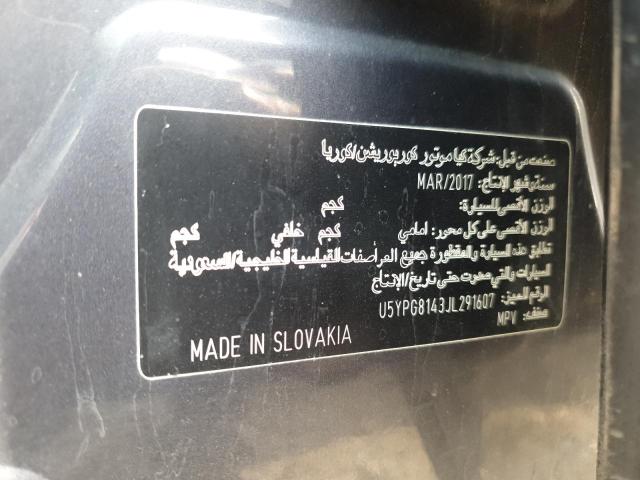 صنعت من قبل: شركة كيا موتور كوربوريشن/كوريا
سنة وشهر الإنتاج: MAR/2017
الوزن الأقصى للسيارة: كجم
الوزن الأقصى على كل محور: امامي كجم خلفي كجم
تطابق هذه السيارة والمقطورة جميع المواصفات القياسية الخليجية/السعودية
السيارات والتي صدرت حتى تاريخ/الإنتاج
الرقم المميز: U5YPG8143JL291607
صنف: MPV
MADE IN SLOVAKIA